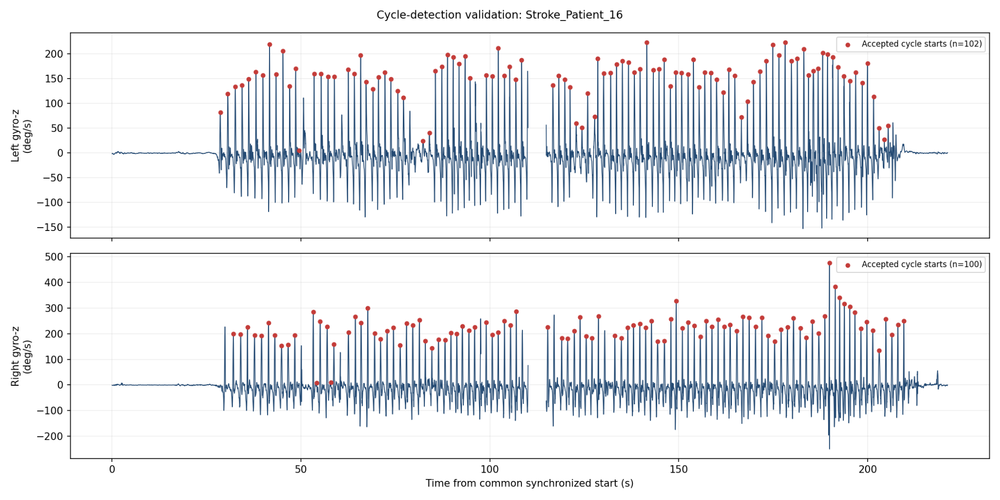 Cycle-detection validation: Stroke_Patient_16
Left gyro-z
(deg/s)
200
150
100
50
0
−50
−100
−150
Accepted cycle starts (n=102)
Right gyro-z
(deg/s)
500
400
300
200
100
0
−100
−200
Accepted cycle starts (n=100)
0 50 100 150 200
Time from common synchronized start (s)